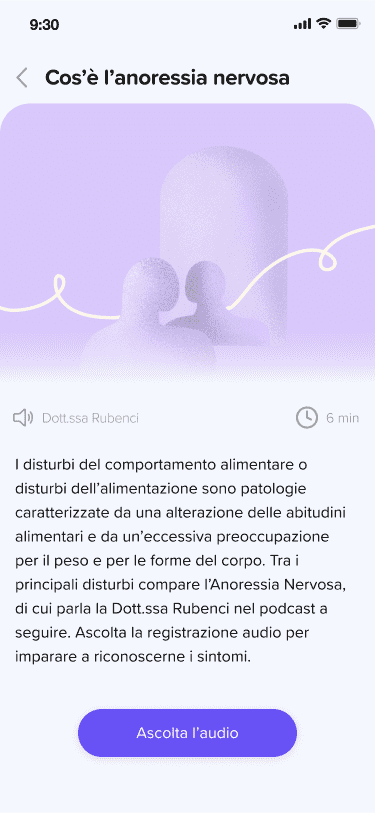 9:30
Cos'è l'anoressia nervosa
Dott.ssa Rubenci
6 min
I disturbi del comportamento alimentare o
disturbi dell'alimentazione sono patologie
caratterizzate da una alterazione delle abitudini
alimentari e da un'eccessiva preoccupazione
per il peso e per le forme del corpo. Tra i
principali disturbi compare l'Anoressia Nervosa,
di cui parla la Dott.ssa Rubenci nel podcast a
seguire. Ascolta la registrazione audio per
imparare a riconoscerne i sintomi.
Ascolta l'audio